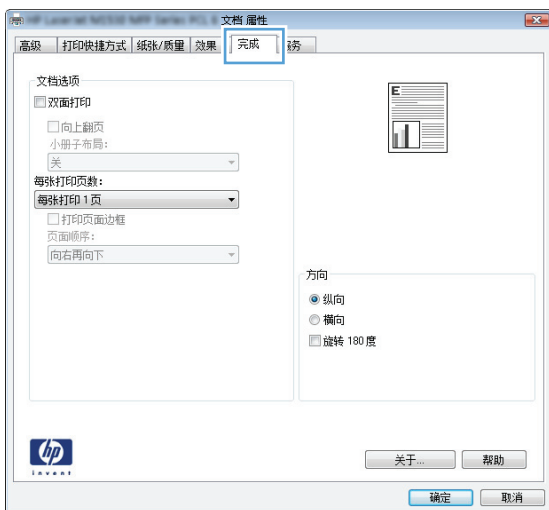 文档 属性
高级 打印快捷方式 纸张/质量 效果 完成 服务
文档选项
双面打印
向上翻页
小册子布局:
关
每张打印页数:
每张打印 1 页
打印页面边框
页面顺序:
向右再向下
E
方向
纵向
横向
旋转 180 度
hp
invent
关于... 帮助
确定 取消